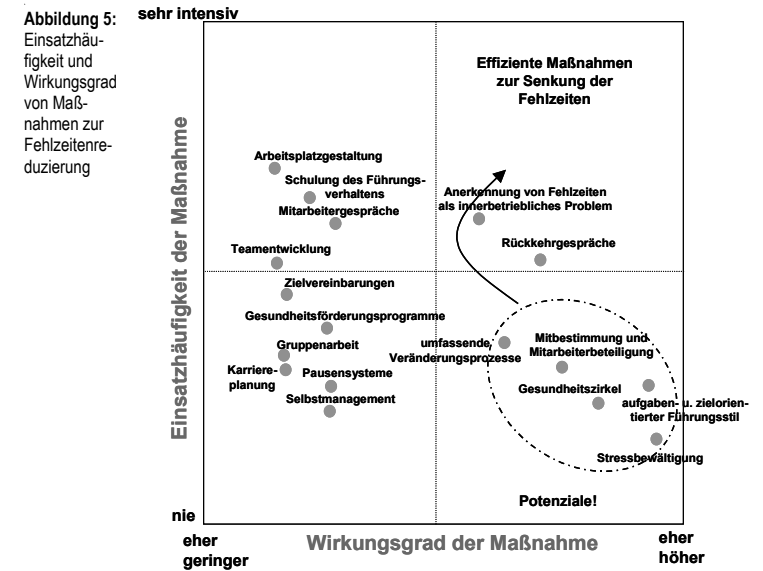 Abbildung 5:
Einsatzhäu-
figkeit und
Wirkungsgrad
von Maß-
nahmen zur
Fehlzeitenre-
duzierung
sehr intensiv
Effiziente Maßnahmen
zur Senkung der
Fehlzeiten
Einsatzhäufigkeit der Maßnahme
Arbeitsplatzgestaltung
Schulung des Führungs-
verhaltens
Mitarbeitergespräche
Anerkennung von Fehlzeiten
als innerbetriebliches Problem
Teamentwicklung
Rückkehrgespräche
Zielvereinbarungen
Gesundheitsförderungsprogramme
Gruppenarbeit
umfassende
Veränderungsprozesse
Mitbestimmung und
Mitarbeiterbeteiligung
Karriere-
planung
Pausensysteme
Selbstmanagement
Gesundheitszirkel
aufgaben- u. zielorien-
tierter Führungsstil
Stressbewältigung
Potenziale!
nie
eher
geringer
Wirkungsgrad der Maßnahme
eher
höher